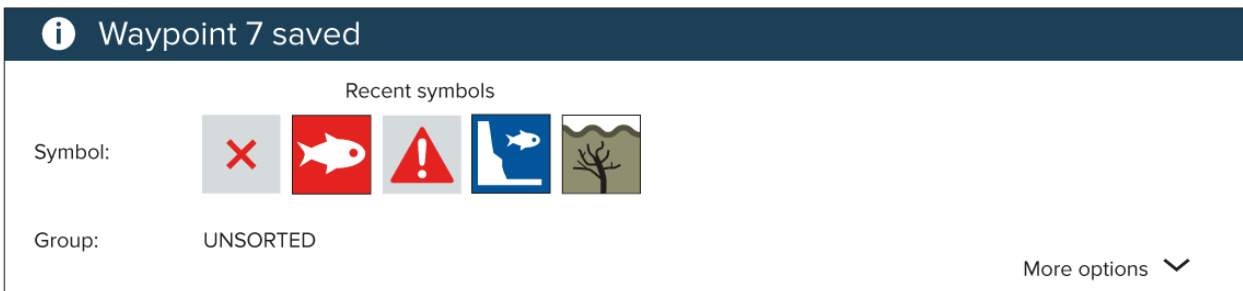 Waypoint 7 saved
Recent symbols
Symbol:
Group: UNSORTED
More options